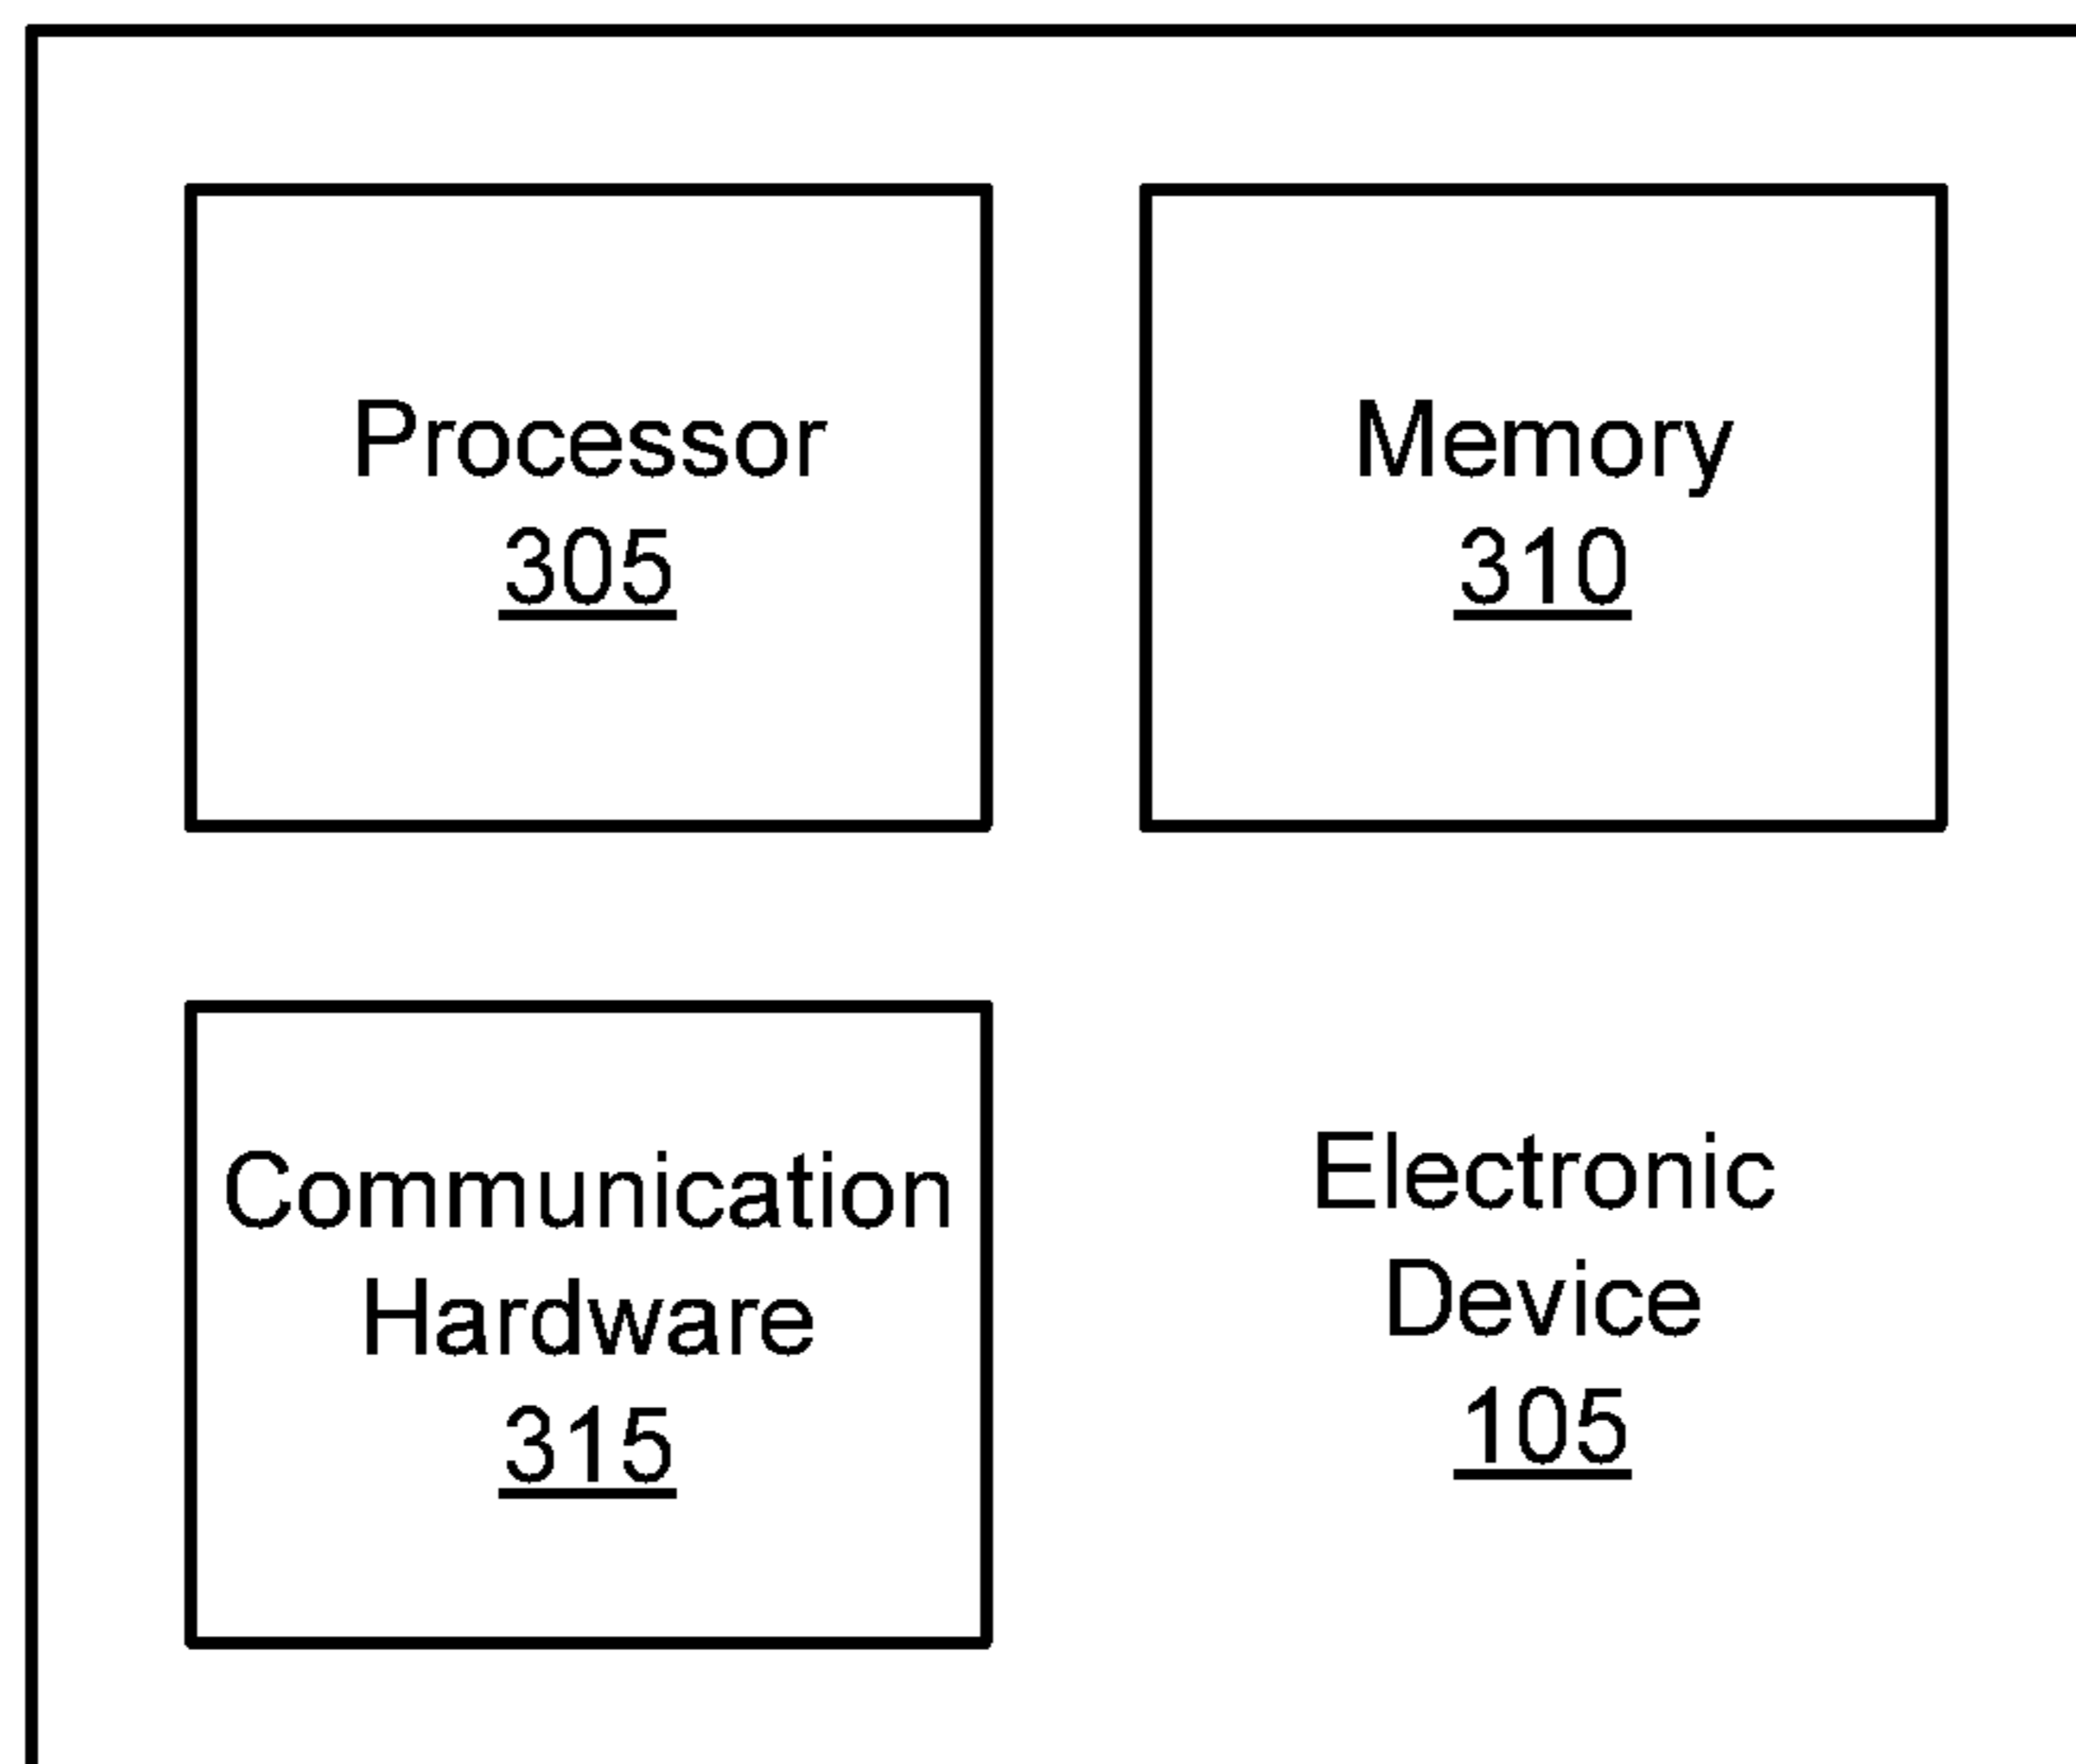 Processor
305
Memory
310
Communication
Hardware
315
Electronic
Device
105